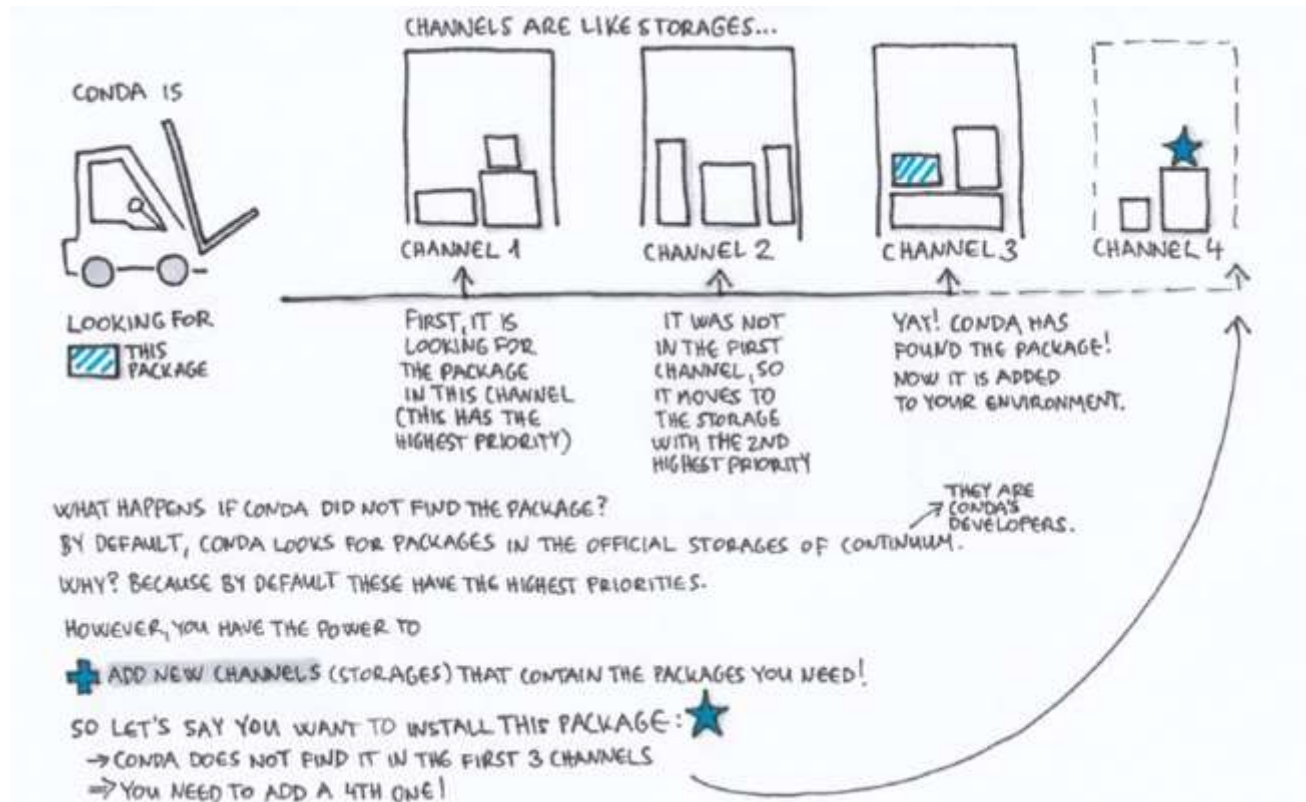 CHANNELS ARE LIKE STORAGES...
CONDA IS
LOOKING FOR
THIS
PACKAGE
CHANNEL 1
CHANNEL 2
CHANNEL 3
CHANNEL 4
FIRST, IT IS
LOOKING FOR
THE PACKAGE
IN THIS CHANNEL
(THIS HAS THE
HIGHEST PRIORITY)
IT WAS NOT
IN THE FIRST
CHANNEL, SO
IT MOVES TO
THE STORAGE
WITH THE 2ND
HIGHEST PRIORITY
YAY! CONDA HAS
FOUND THE PACKAGE!
NOW IT IS ADDED
TO YOUR ENVIRONMENT.
WHAT HAPPENS IF CONDA DID NOT FIND THE PACKAGE?
BY DEFAULT, CONDA LOOKS FOR PACKAGES IN THE OFFICIAL STORAGES OF CONTINUUM.
THEY ARE
CONDA'S
DEVELOPERS.
WHY? BECAUSE BY DEFAULT THESE HAVE THE HIGHEST PRIORITIES.
HOWEVER, YOU HAVE THE POWER TO
ADD NEW CHANNELS (STORAGES) THAT CONTAIN THE PACKAGES YOU NEED!
SO LET'S SAY YOU WANT TO INSTALL THIS PACKAGE:
→ CONDA DOES NOT FIND IT IN THE FIRST 3 CHANNELS
⇒ YOU NEED TO ADD A 4TH ONE!